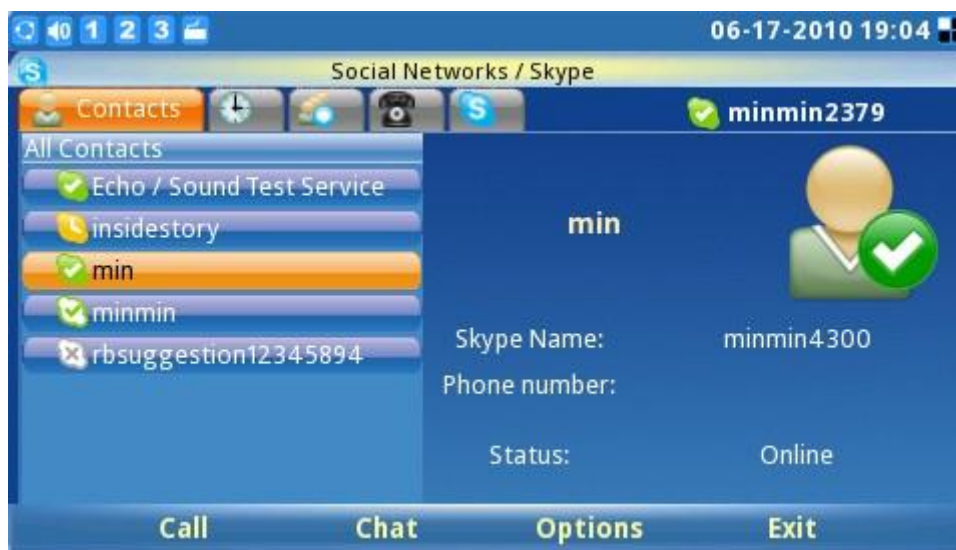 1 2 3 06-17-2010 19:04
Social Networks / Skype
Contacts S minmin2379
All Contacts
Echo / Sound Test Service
insidestory
min
minmin
rbsuggestion12345894
min
Skype Name: minmin4300
Phone number:
Status: Online
Call Chat Options Exit